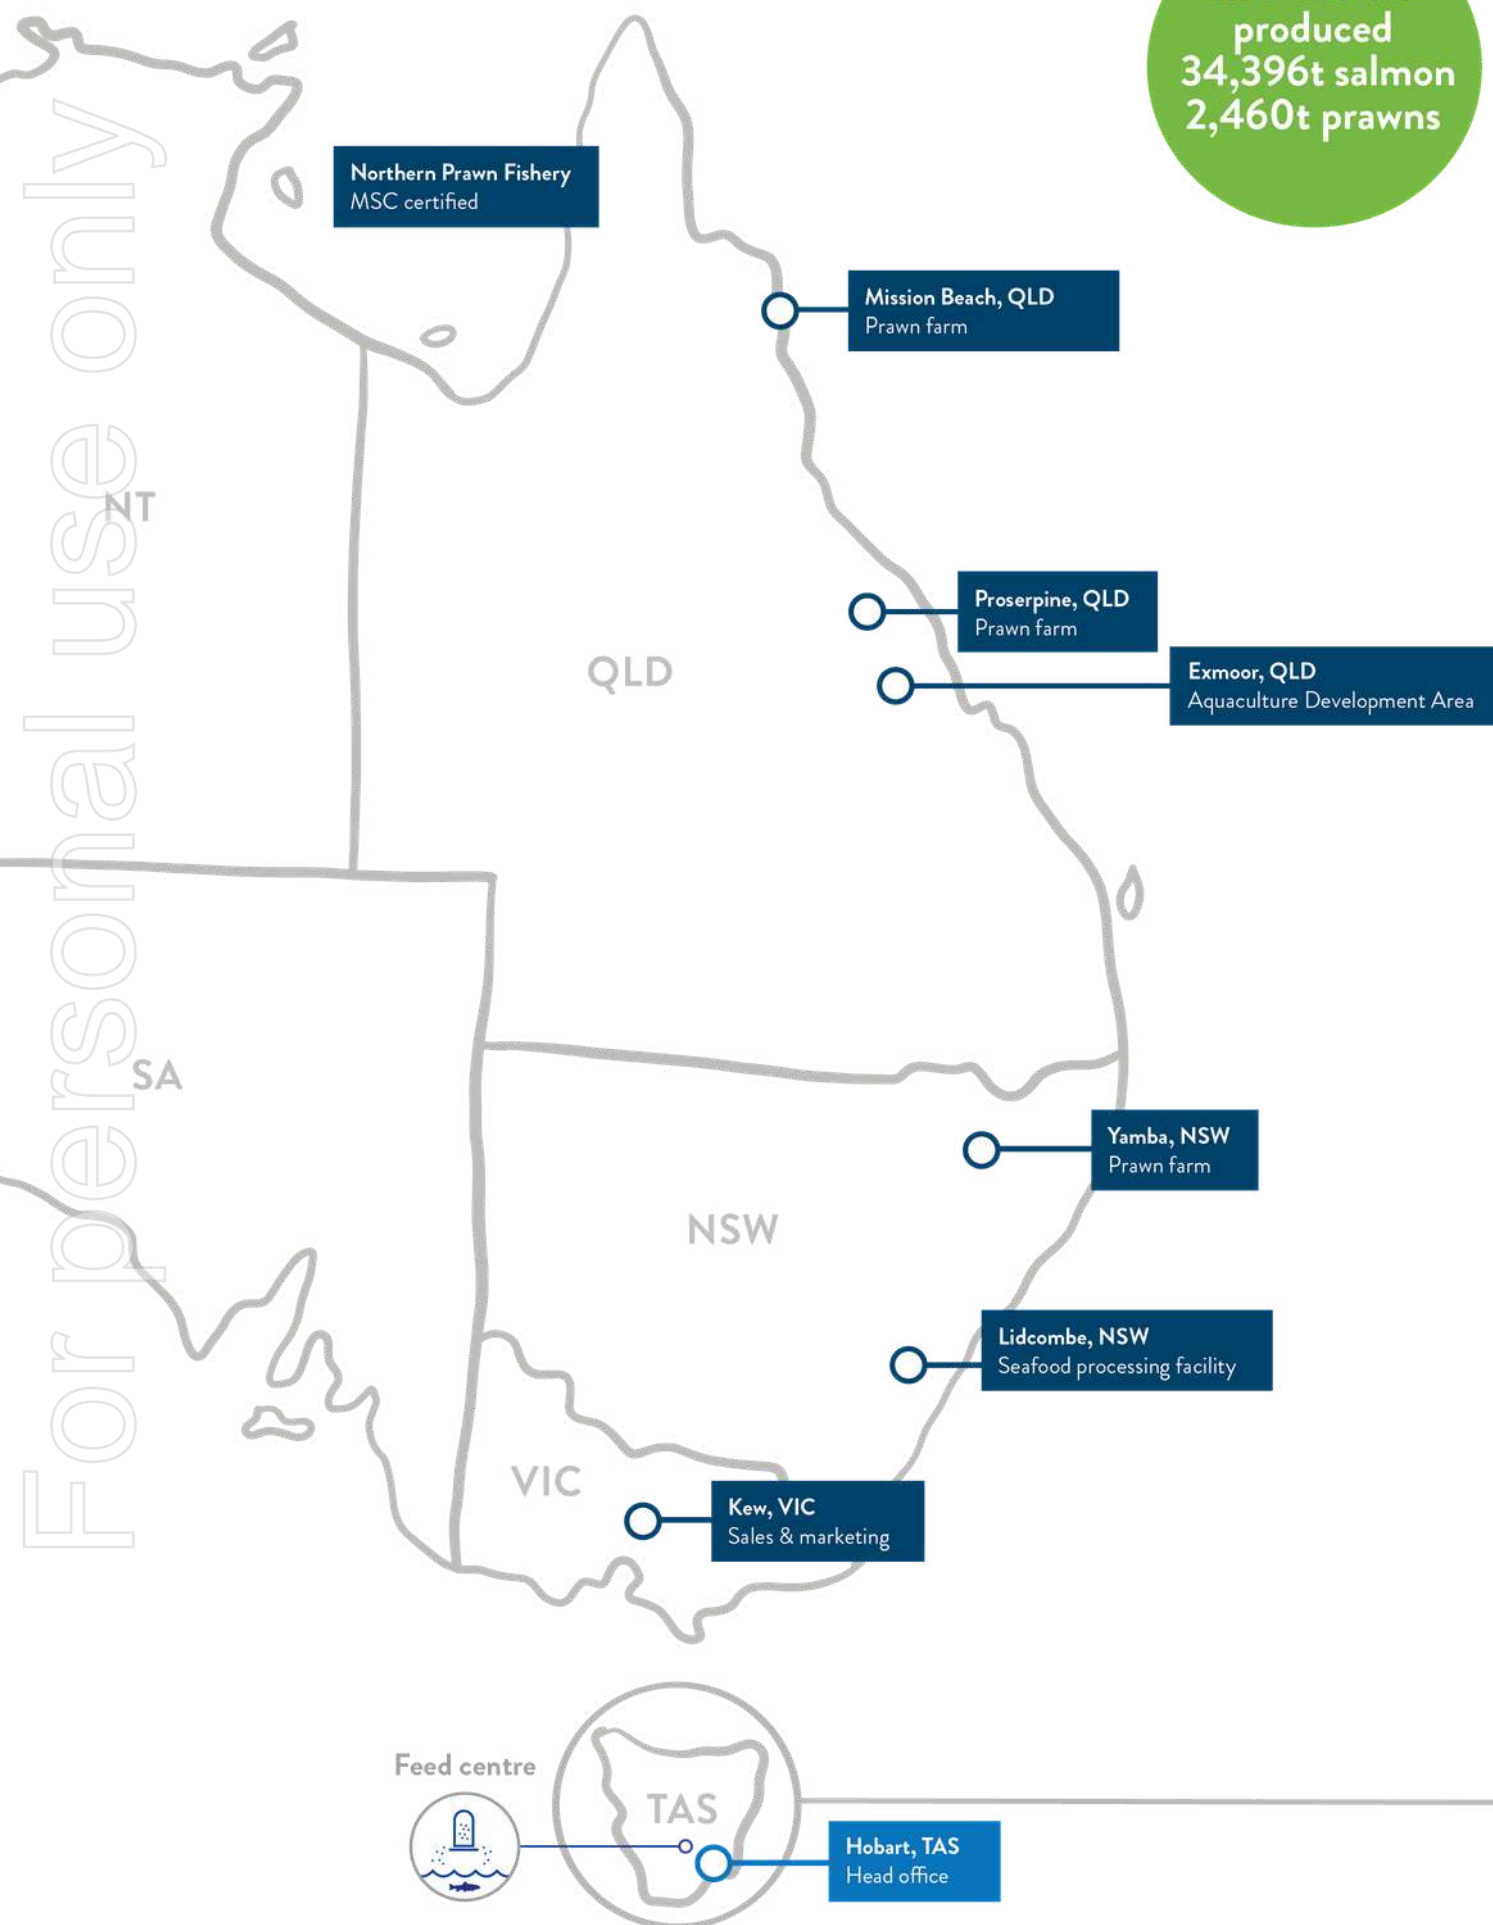 produced
34,396t salmon
2,460t prawns
Northern Prawn Fishery
MSC certified
Mission Beach, QLD
Prawn farm
NT
Proserpine, QLD
Prawn farm
QLD
Exmoor, QLD
Aquaculture Development Area
SA
Yamba, NSW
Prawn farm
NSW
Lidcombe, NSW
Seafood processing facility
VIC
Kew, VIC
Sales & marketing
Feed centre
TAS
Hobart, TAS
Head office
For personal use only